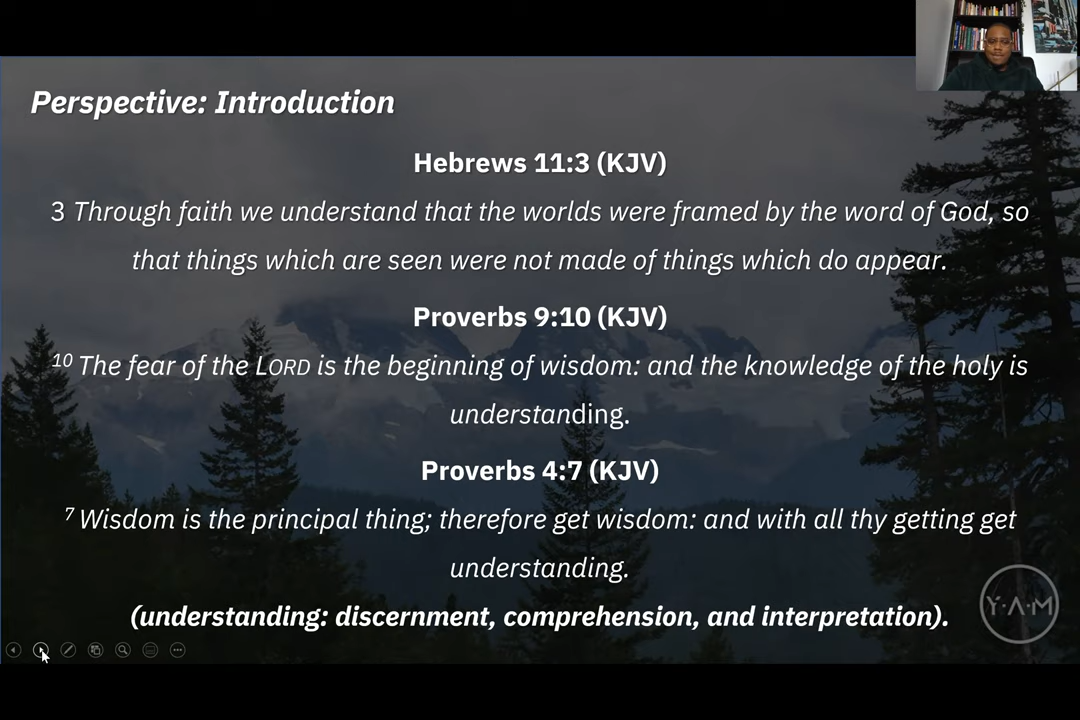 Perspective: Introduction
Hebrews 11:3 (KJV)
3 Through faith we understand that the worlds were framed by the word of God, so
that things which are seen were not made of things which do appear.
Proverbs 9:10 (KJV)
10 The fear of the LORD is the beginning of wisdom: and the knowledge of the holy is
understanding.
Proverbs 4:7 (KJV)
7 Wisdom is the principal thing; therefore get wisdom: and with all thy getting get
understanding.
(understanding: discernment, comprehension, and interpretation).
Y·A·M